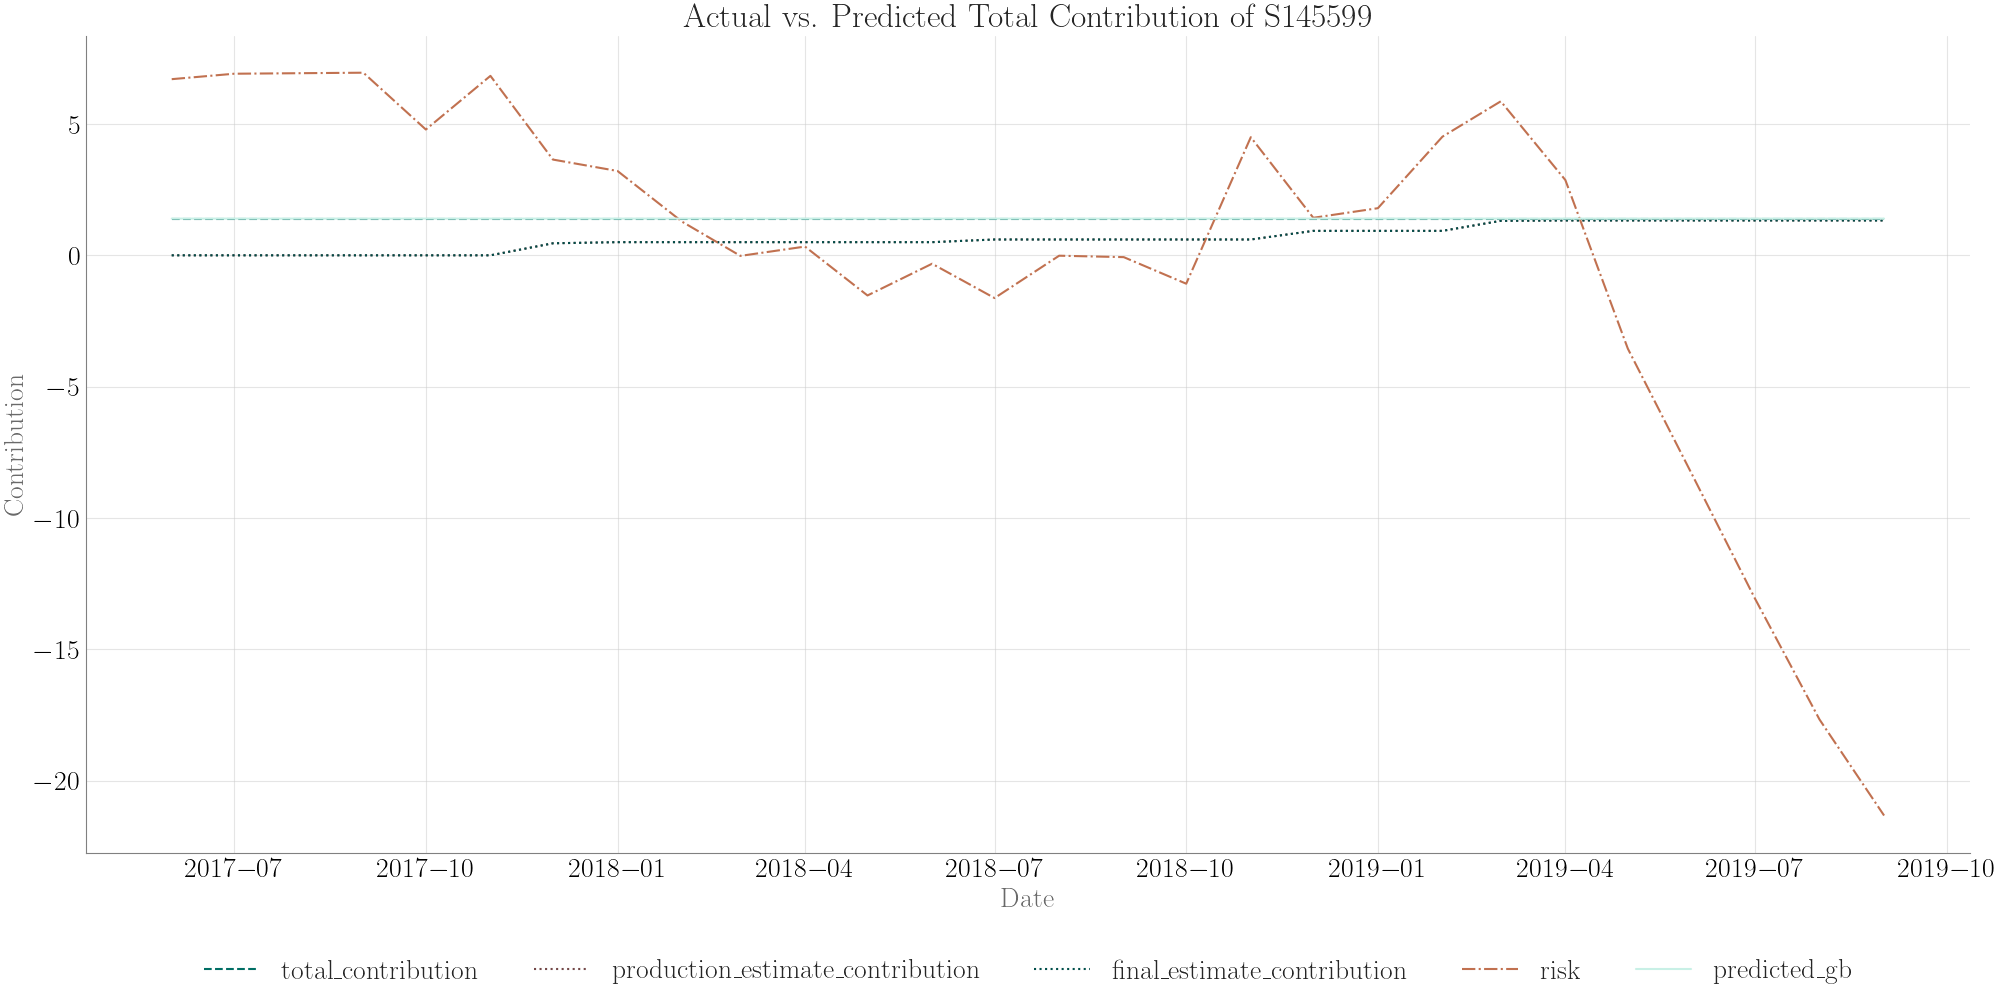 Actual vs. Predicted Total Contribution of S145599
Contribution
5
0
−5
−10
−15
−20
2017−07 2017−10 2018−01 2018−04 2018−07 2018−10 2019−01 2019−04 2019−07 2019−10
Date
total_contribution production_estimate_contribution final_estimate_contribution risk predicted_gb